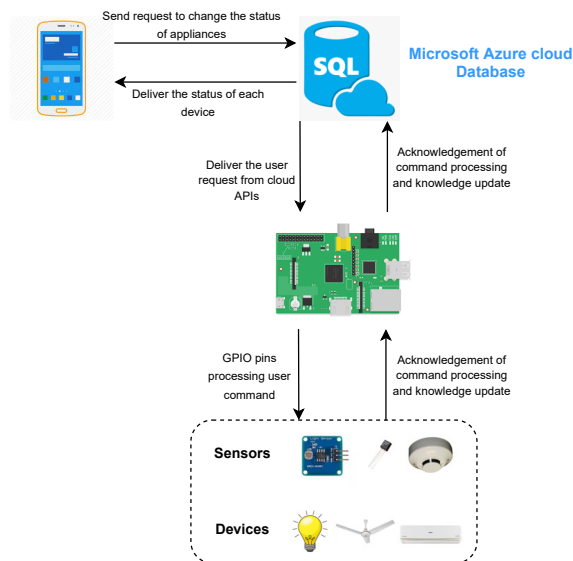 Send request to change the status
of appliances
SQL
Microsoft Azure cloud
Database
Deliver the status of each
device
Deliver the user
request from cloud
APIs
Acknowledgement of
command processing
and knowledge update
GPIO pins
processing user
command
Acknowledgement of
command processing
and knowledge update
Sensors
Light Sensor
Devices